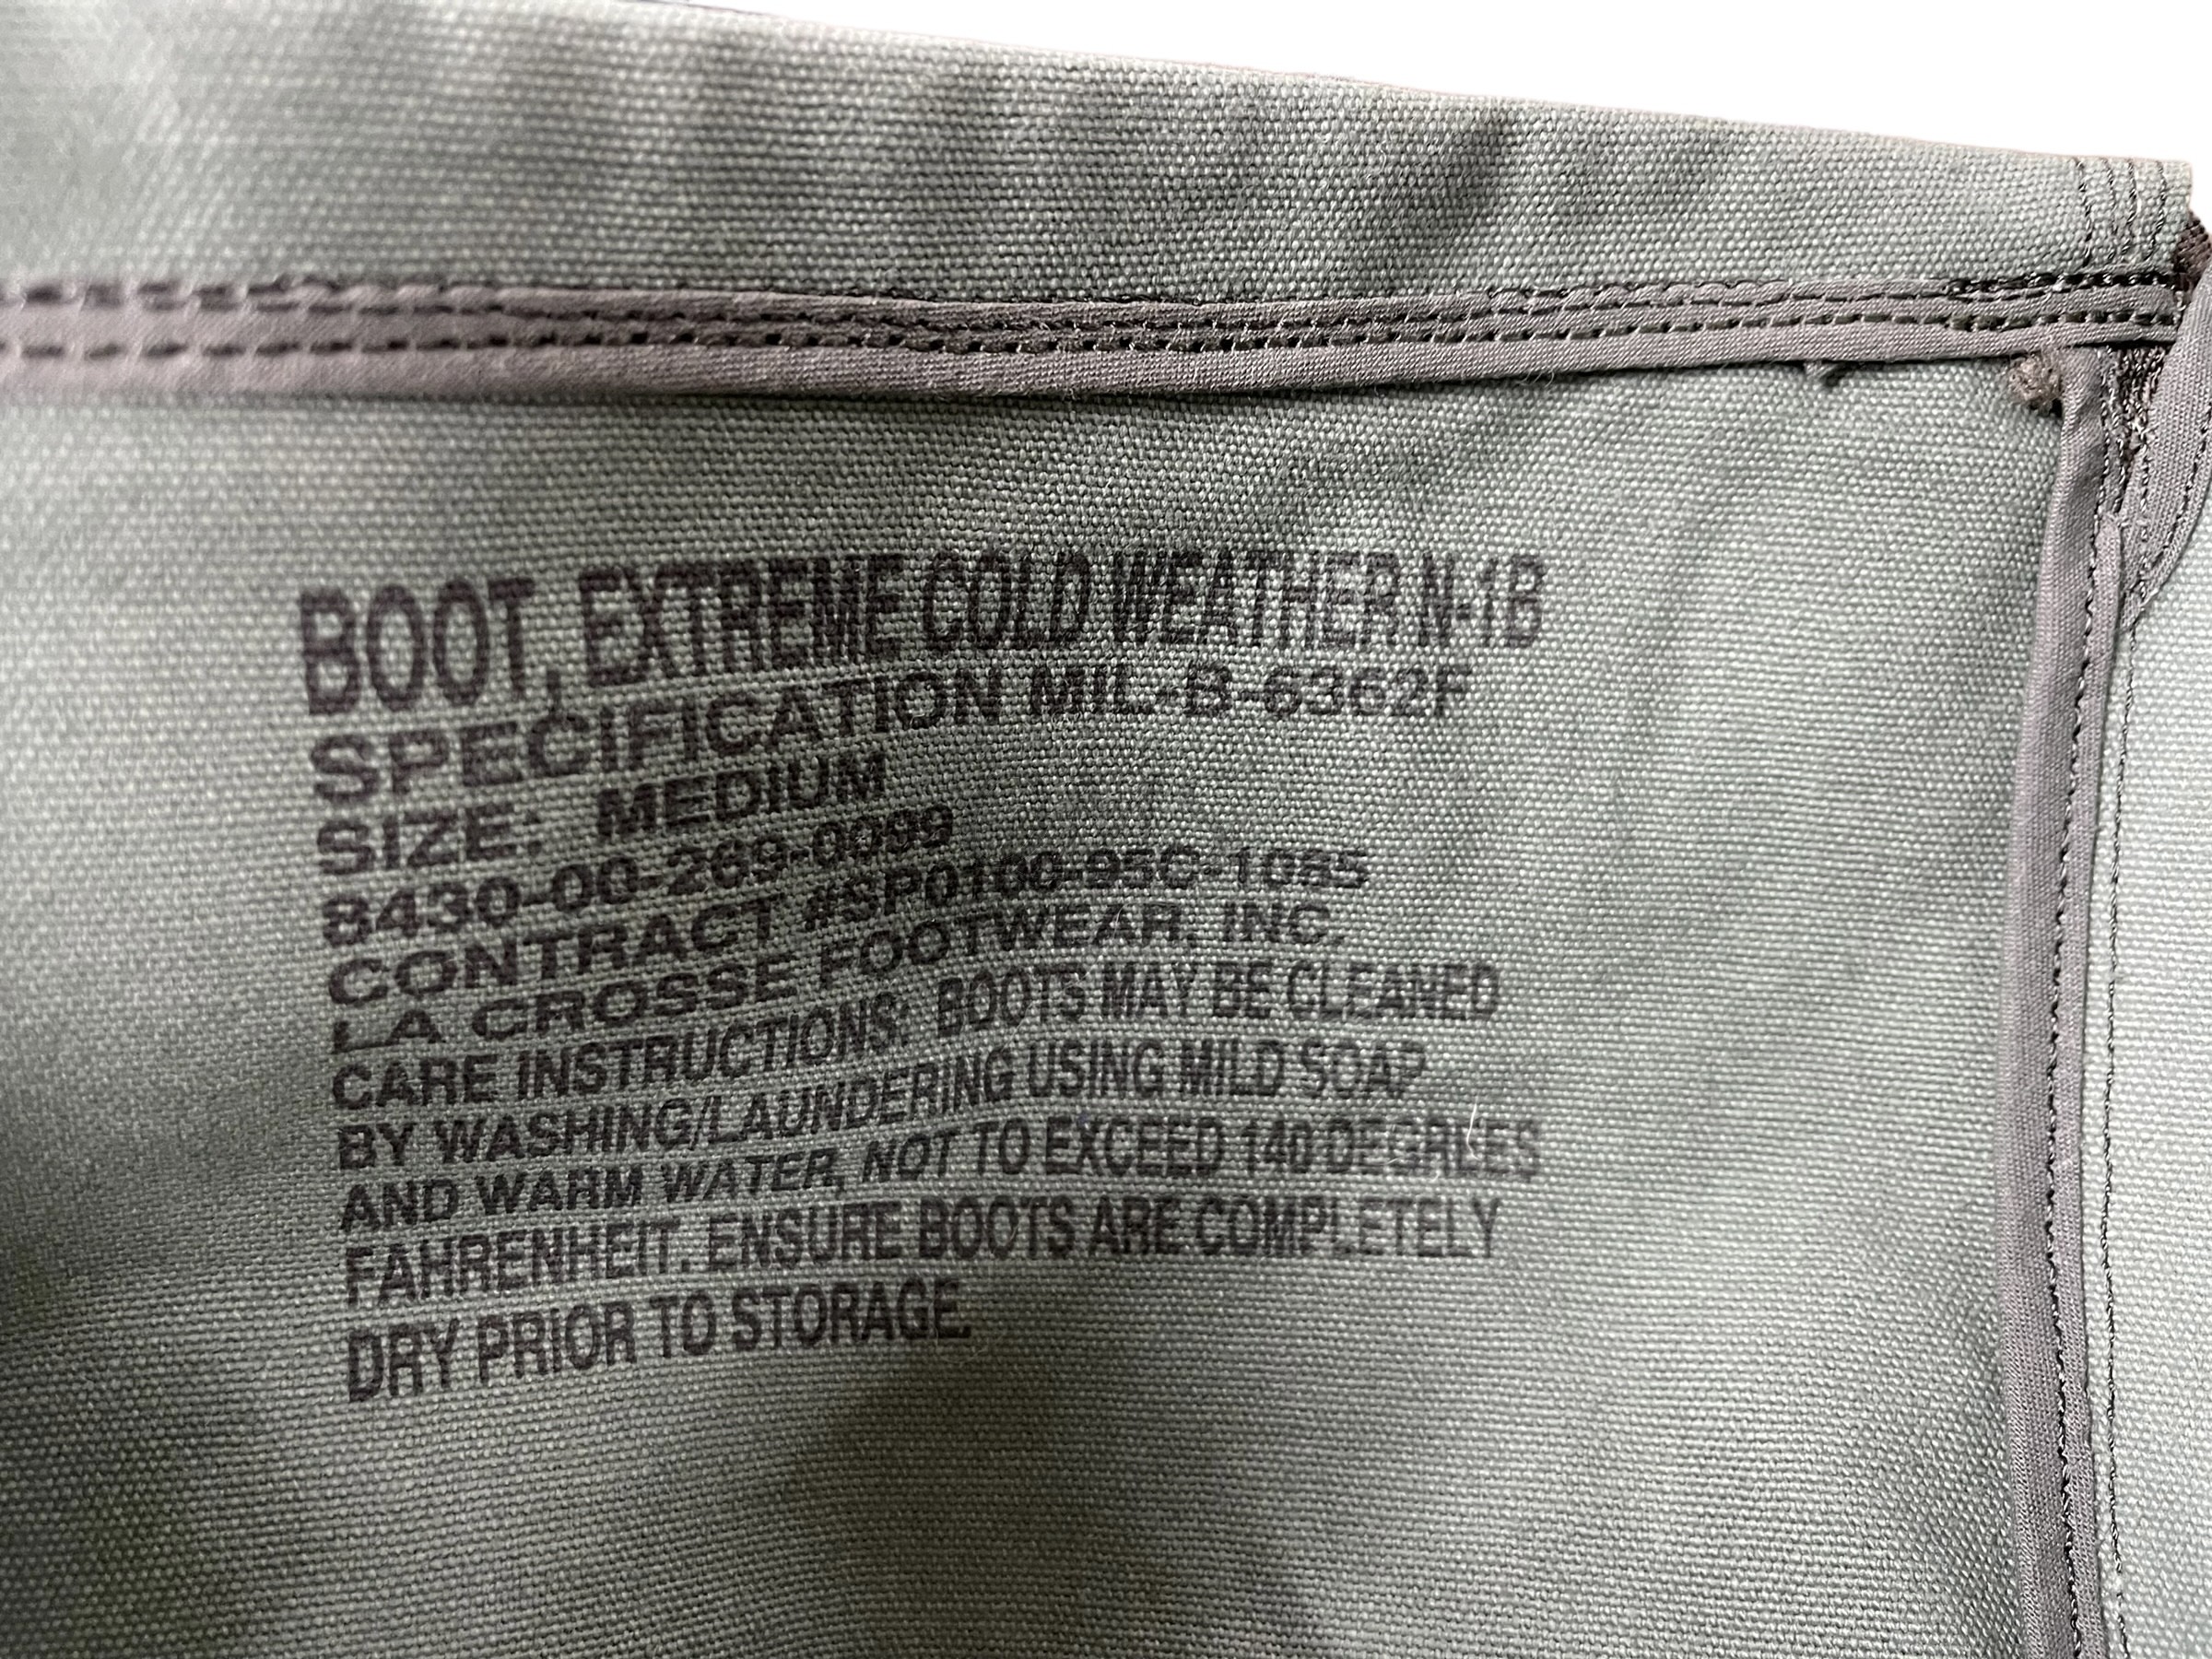 BOOT, EXTREME COLD WEATHER N-1B
SPECIFICATION MIL-B-6362F
SIZE: MEDIUM
8430-00-269-0099
CONTRACT #SP0100-95C-1085
LA CROSSE FOOTWEAR, INC.
CARE INSTRUCTIONS: BOOTS MAY BE CLEANED
BY WASHING/LAUNDERING USING MILD SOAP
AND WARM WATER, NOT TO EXCEED 140 DEGREES
FAHRENHEIT. ENSURE BOOTS ARE COMPLETELY
DRY PRIOR TO STORAGE.